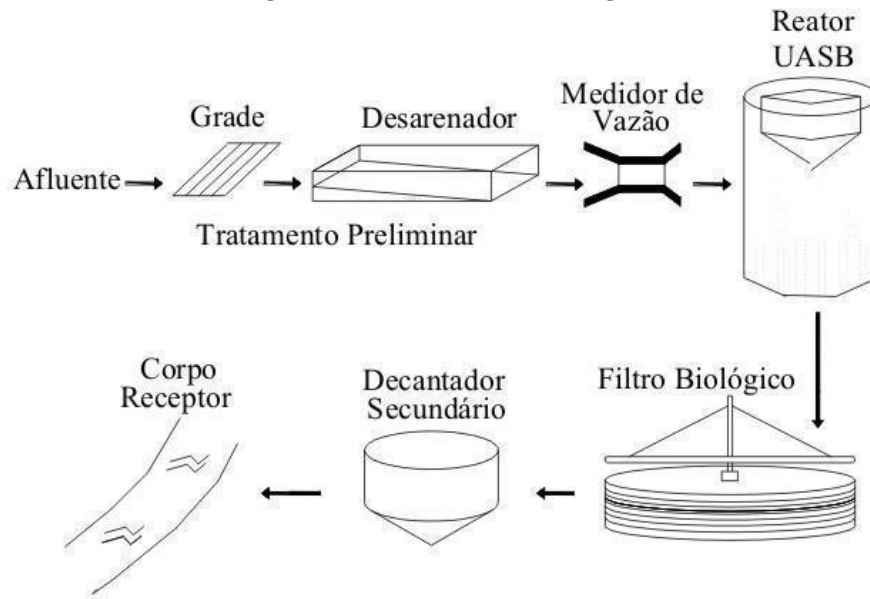 Reator
UASB
Medidor de
Vazão
Grade
Desarenador
Afluente
Tratamento Preliminar
Corpo
Receptor
Decantador
Secundário
Filtro Biológico